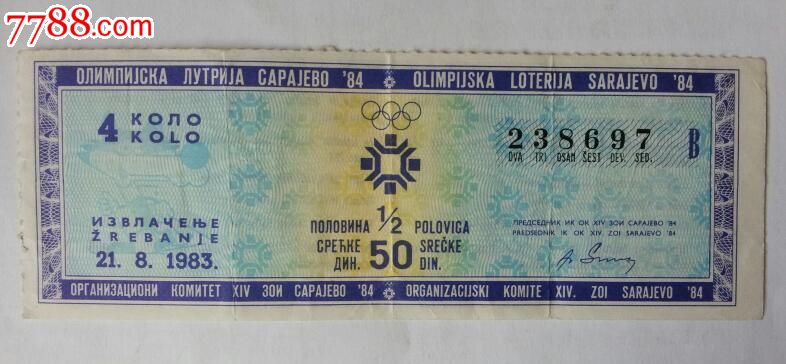 7788.com
ОЛИМПИЈСКА ЛУТРИЈА САРАЈЕВО '84 OLIMPIJSKA LOTERIJA SARAJEVO '84
4 КОЛО
KOLO
238697 B
DVA TRI OSAM ŠEST DEV. SED.
ИЗВЛАЧЕЊЕ
ŽREBANJE
21. 8. 1983.
ПОЛОВИНА 1/2 POLOVICA
СРЕЋКЕ 50 SREČKE
ДИН. DIN.
ПРЕДСЕДНИК ИК ОК XIV ЗОИ САРАЈЕВО '84
PREDSEDNIK IK OK XIV ZOI SARAJEVO '84
ОРГАНИЗАЦИОНИ КОМИТЕТ XIV ЗОИ САРАЈЕВО '84 ORGANIZACIJSKI KOMITE XIV. ZOI SARAJEVO '84